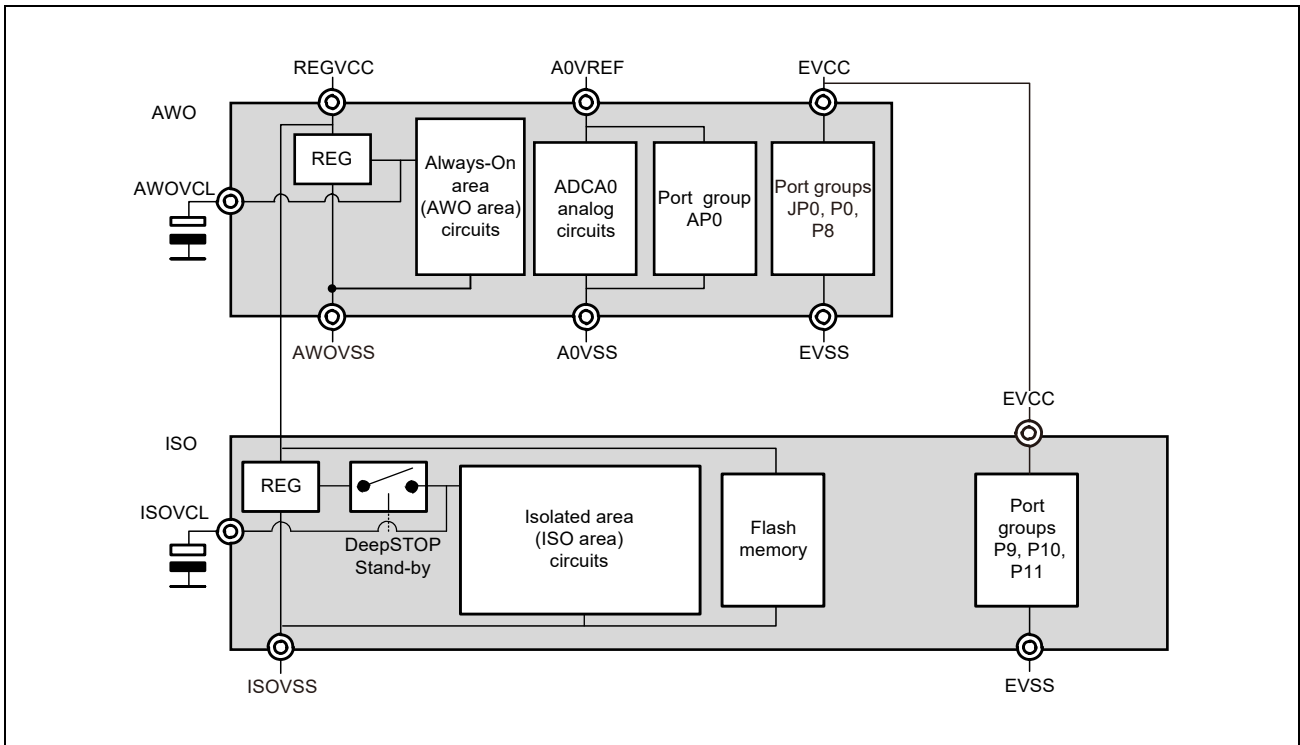 REGVCC
A0VREF
EVCC
AWO
REG
Always-On
area
(AWO area)
circuits
ADCA0
analog
circuits
Port group
AP0
Port groups
JP0, P0,
P8
AWOVCL
AWOVSS
A0VSS
EVSS
EVCC
ISO
REG
ISOVCL
DeepSTOP
Stand-by
Isolated area
(ISO area)
circuits
Flash
memory
Port
groups
P9, P10,
P11
ISOVSS
EVSS